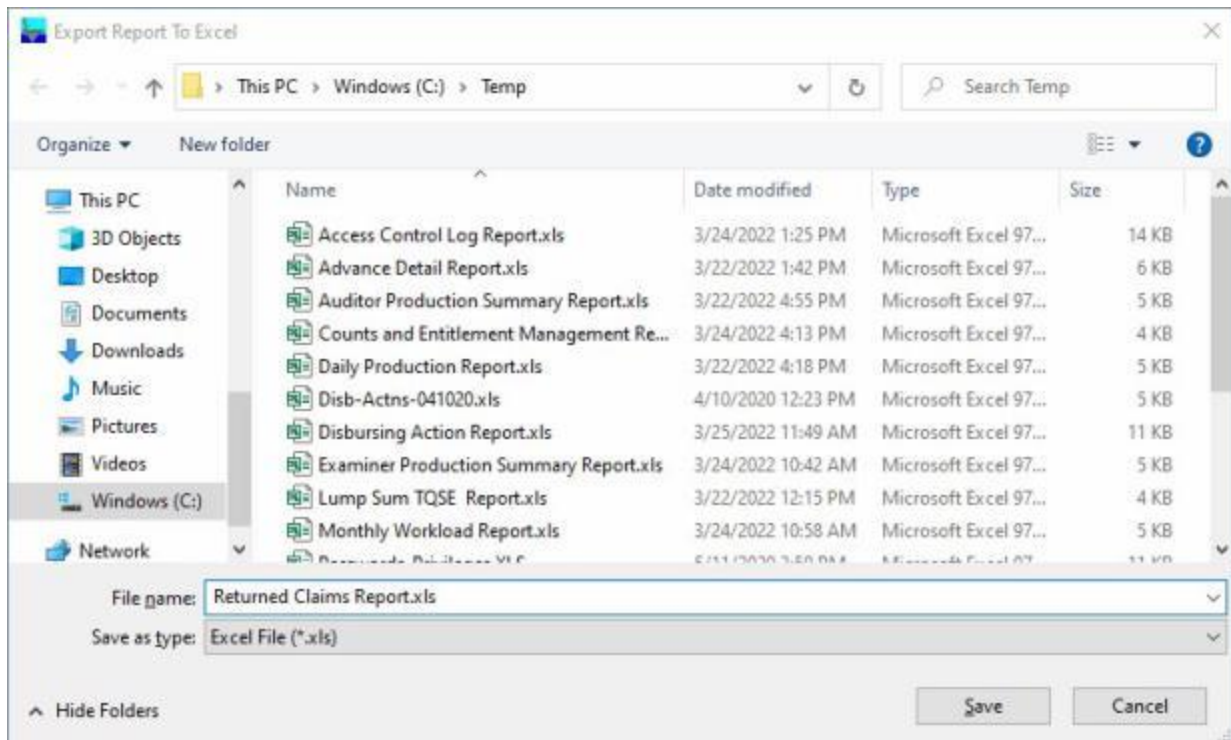 Export Report To Excel
This PC > Windows (C:) > Temp
Search Temp
Organize
New folder
Name
Date modified
Type
Size
This PC
3D Objects
Desktop
Documents
Downloads
Music
Pictures
Videos
Windows (C:)
Network
Access Control Log Report.xls 3/24/2022 1:25 PM Microsoft Excel 97... 14 KB
Advance Detail Report.xls 3/22/2022 1:42 PM Microsoft Excel 97... 6 KB
Auditor Production Summary Report.xls 3/22/2022 4:55 PM Microsoft Excel 97... 5 KB
Counts and Entitlement Management Re... 3/24/2022 4:13 PM Microsoft Excel 97... 4 KB
Daily Production Report.xls 3/22/2022 4:18 PM Microsoft Excel 97... 5 KB
Disb-Actns-041020.xls 4/10/2020 12:23 PM Microsoft Excel 97... 5 KB
Disbursing Action Report.xls 3/25/2022 11:49 AM Microsoft Excel 97... 11 KB
Examiner Production Summary Report.xls 3/24/2022 10:42 AM Microsoft Excel 97... 5 KB
Lump Sum TQSE  Report.xls 3/22/2022 12:15 PM Microsoft Excel 97... 4 KB
Monthly Workload Report.xls 3/24/2022 10:58 AM Microsoft Excel 97... 5 KB
File name: Returned Claims Report.xls
Save as type: Excel File (*.xls)
Hide Folders
Save
Cancel